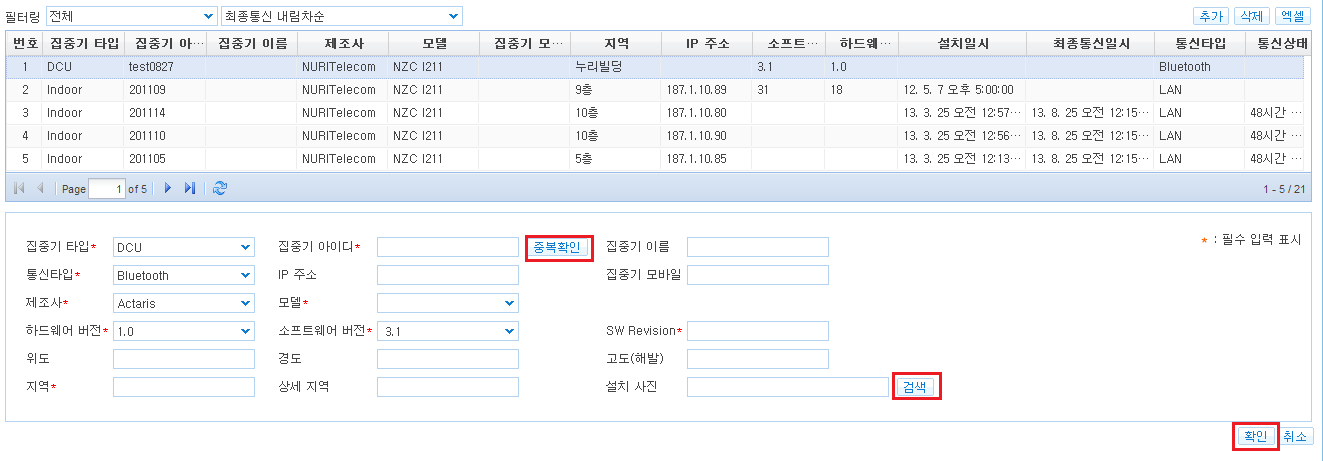 필터링 전체 최종통신 내림차순 추가 삭제 엑셀
번호 집중기 타입 집중기 아… 집중기 이름 제조사 모델 집중기 모… 지역 IP 주소 소프트… 하드웨… 설치일시 최종통신일시 통신타입 통신상태
1 DCU test0827 NURITelecom NZC I211 누리빌딩 3.1 1.0 Bluetooth
2 Indoor 201109 NURITelecom NZC I211 9층 187.1.10.89 31 18 12. 5. 7 오후 5:00:00 LAN
3 Indoor 201114 NURITelecom NZC I211 10층 187.1.10.80 13. 3. 25 오전 12:57… 13. 8. 25 오전 12:15… LAN 48시간 …
4 Indoor 201110 NURITelecom NZC I211 10층 187.1.10.90 13. 3. 25 오전 12:56… 13. 8. 25 오전 12:15… LAN 48시간 …
5 Indoor 201105 NURITelecom NZC I211 5층 187.1.10.85 13. 3. 25 오전 12:13… 13. 8. 25 오전 12:15… LAN 48시간 …
Page 1 of 5 1 - 5 / 21
집중기 타입* DCU 집중기 아이디* 중복확인 집중기 이름 * : 필수 입력 표시
통신타입* Bluetooth IP 주소 집중기 모바일
제조사* Actaris 모델*
하드웨어 버전* 1.0 소프트웨어 버전* 3.1 SW Revision*
위도 경도 고도(해발)
지역* 상세 지역 설치 사진 검색
확인 취소